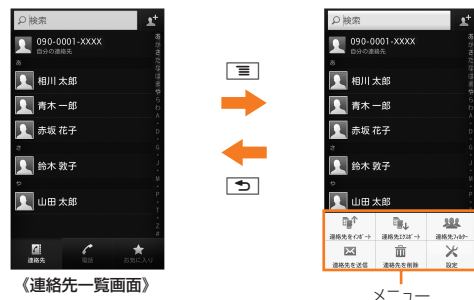 検索
090-0001-XXXX
自分の連絡先
あ
相川 太郎
青木 一郎
赤坂 花子
さ
鈴木 敦子
や
山田 太郎
連絡先
電話
お気に入り
《連絡先一覧画面》
検索
090-0001-XXXX
自分の連絡先
あ
相川 太郎
青木 一郎
赤坂 花子
さ
鈴木 敦子
や
山田 太郎
連絡先をインポート
連絡先エクスポート
連絡先フィルター
連絡先を送信
連絡先を削除
設定
メニュー